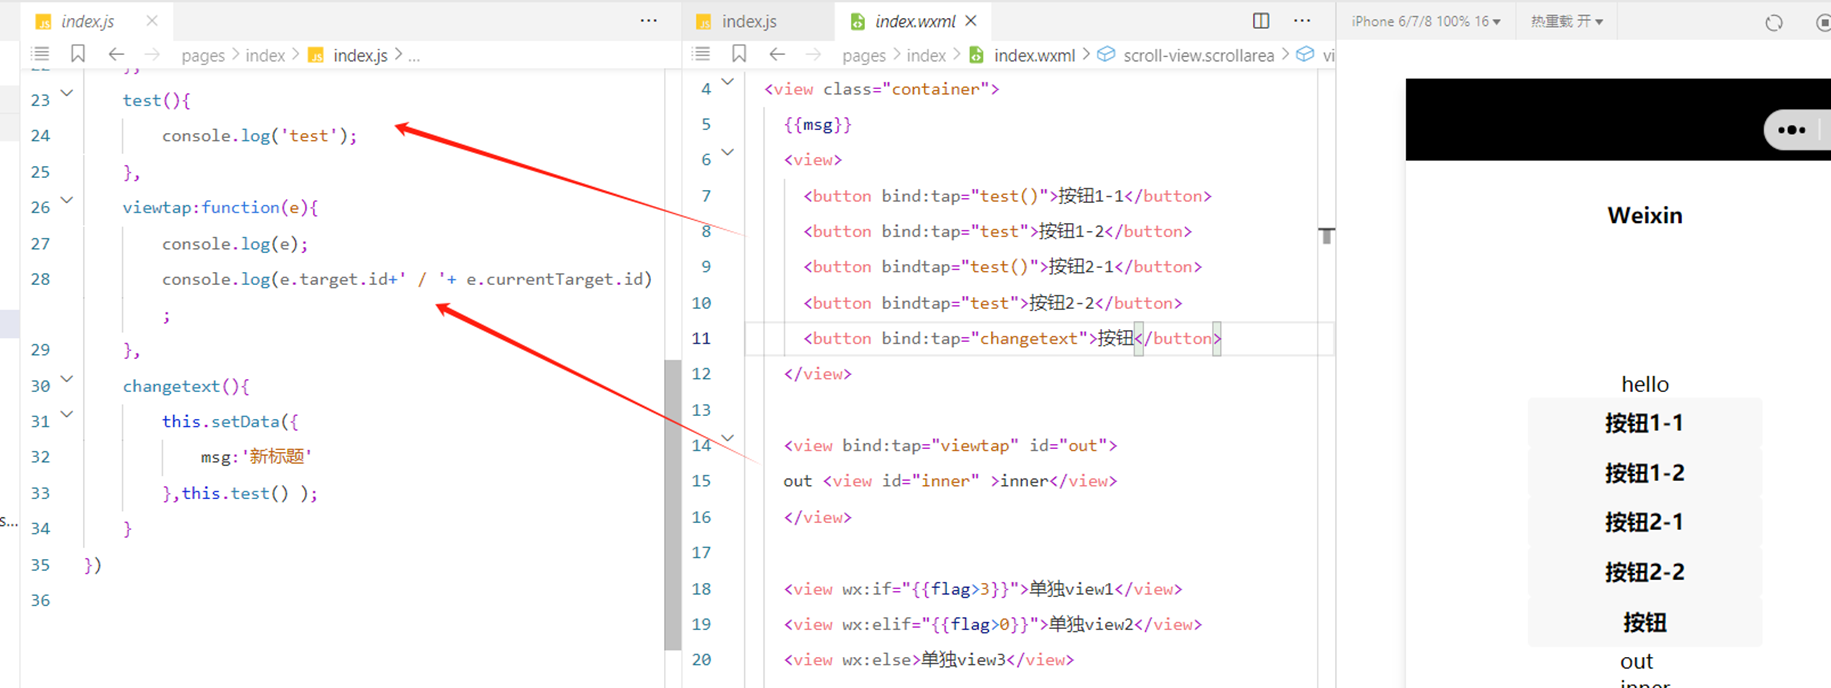 index.js
pages > index > index.js > ...
23 test(){
24 console.log('test');
25 },
26 viewtap:function(e){
27 console.log(e);
28 console.log(e.target.id+' / '+ e.currentTarget.id)
;
29 },
30 changetext(){
31 this.setData({
32 msg:'新标题'
33 },this.test() );
34 }
35 })
36
index.js
index.wxml
pages > index > index.wxml > scroll-view.scrollarea > vi
4 <view class="container">
5 {{msg}}
6 <view>
7 <button bind:tap="test()">按钮1-1</button>
8 <button bind:tap="test">按钮1-2</button>
9 <button bindtap="test()">按钮2-1</button>
10 <button bindtap="test">按钮2-2</button>
11 <button bind:tap="changetext">按钮</button>
12 </view>
13
14 <view bind:tap="viewtap" id="out">
15 out <view id="inner" >inner</view>
16 </view>
17
18 <view wx:if="{{flag>3}}">单独view1</view>
19 <view wx:elif="{{flag>0}}">单独view2</view>
20 <view wx:else>单独view3</view>
iPhone 6/7/8 100% 16
热重载 开
Weixin
hello
按钮1-1
按钮1-2
按钮2-1
按钮2-2
按钮
out
inner
s...